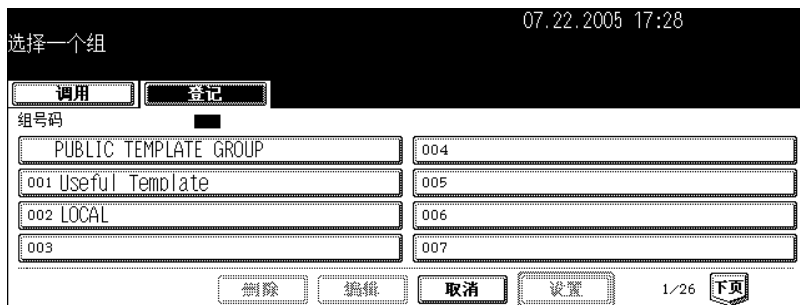 07.22.2005 17:28
选择一个组
调用 登记
组号码
PUBLIC TEMPLATE GROUP 004
001 Useful Template 005
002 LOCAL 006
003 007
删除 编辑 取消 设置 1/26 下页